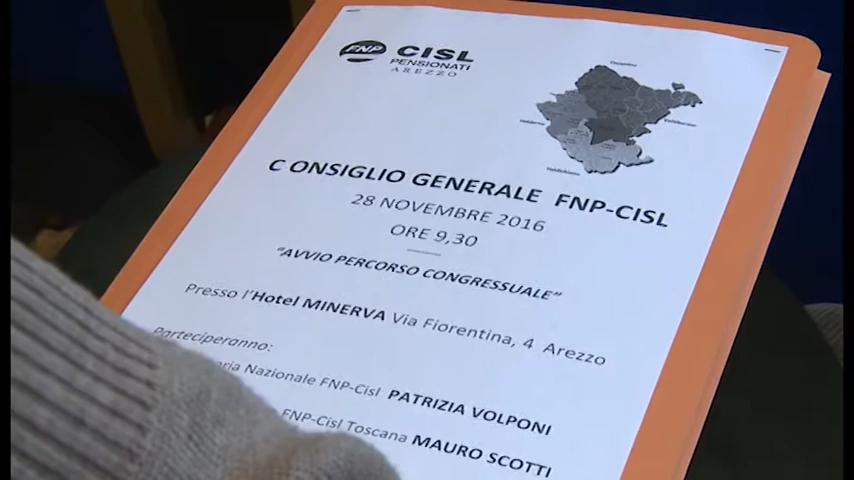 FNP CISL
PENSIONATI
AREZZO
CONSIGLIO GENERALE FNP-CISL
28 NOVEMBRE 2016
ORE 9,30
"AVVIO PERCORSO CONGRESSUALE"
Presso l'Hotel MINERVA Via Fiorentina, 4 Arezzo
Parteciperanno:
Nazionale FNP-Cisl PATRIZIA VOLPONI
FNP-Cisl Toscana MAURO SCOTTI